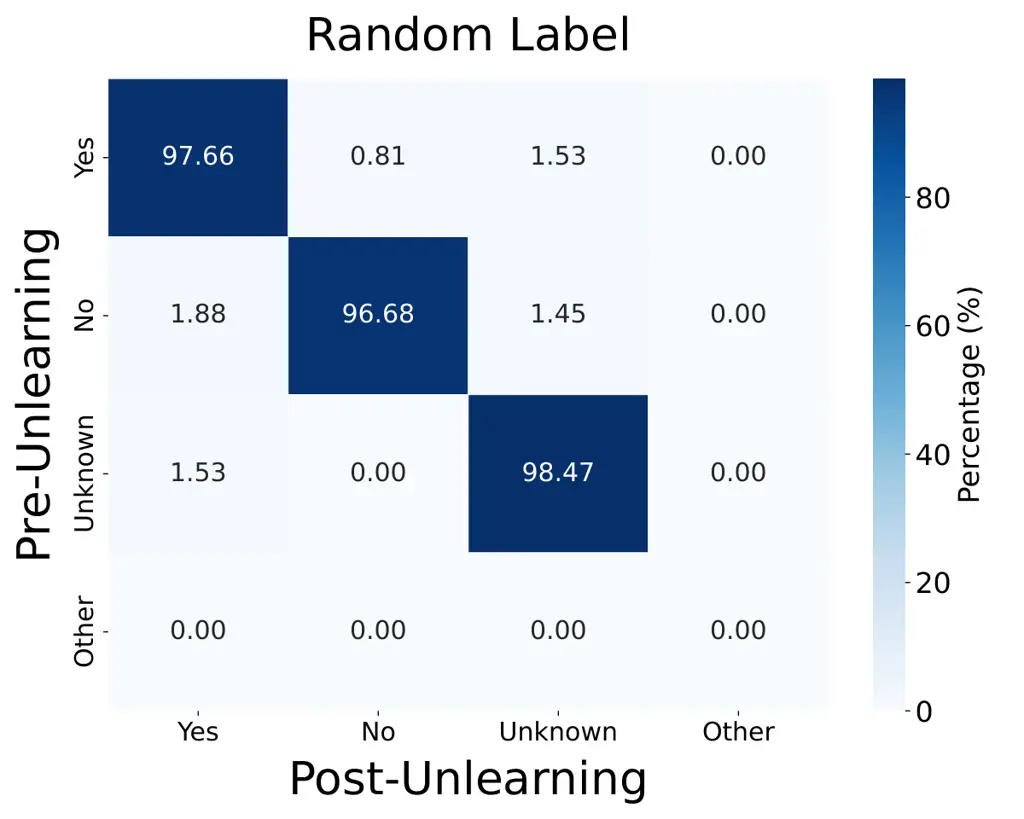 Random Label
Yes 97.66 0.81 1.53 0.00
No 1.88 96.68 1.45 0.00
Unknown 1.53 0.00 98.47 0.00
Other 0.00 0.00 0.00 0.00
Yes No Unknown Other
Pre-Unlearning
Post-Unlearning
80
60
40
20
0
Percentage (%)